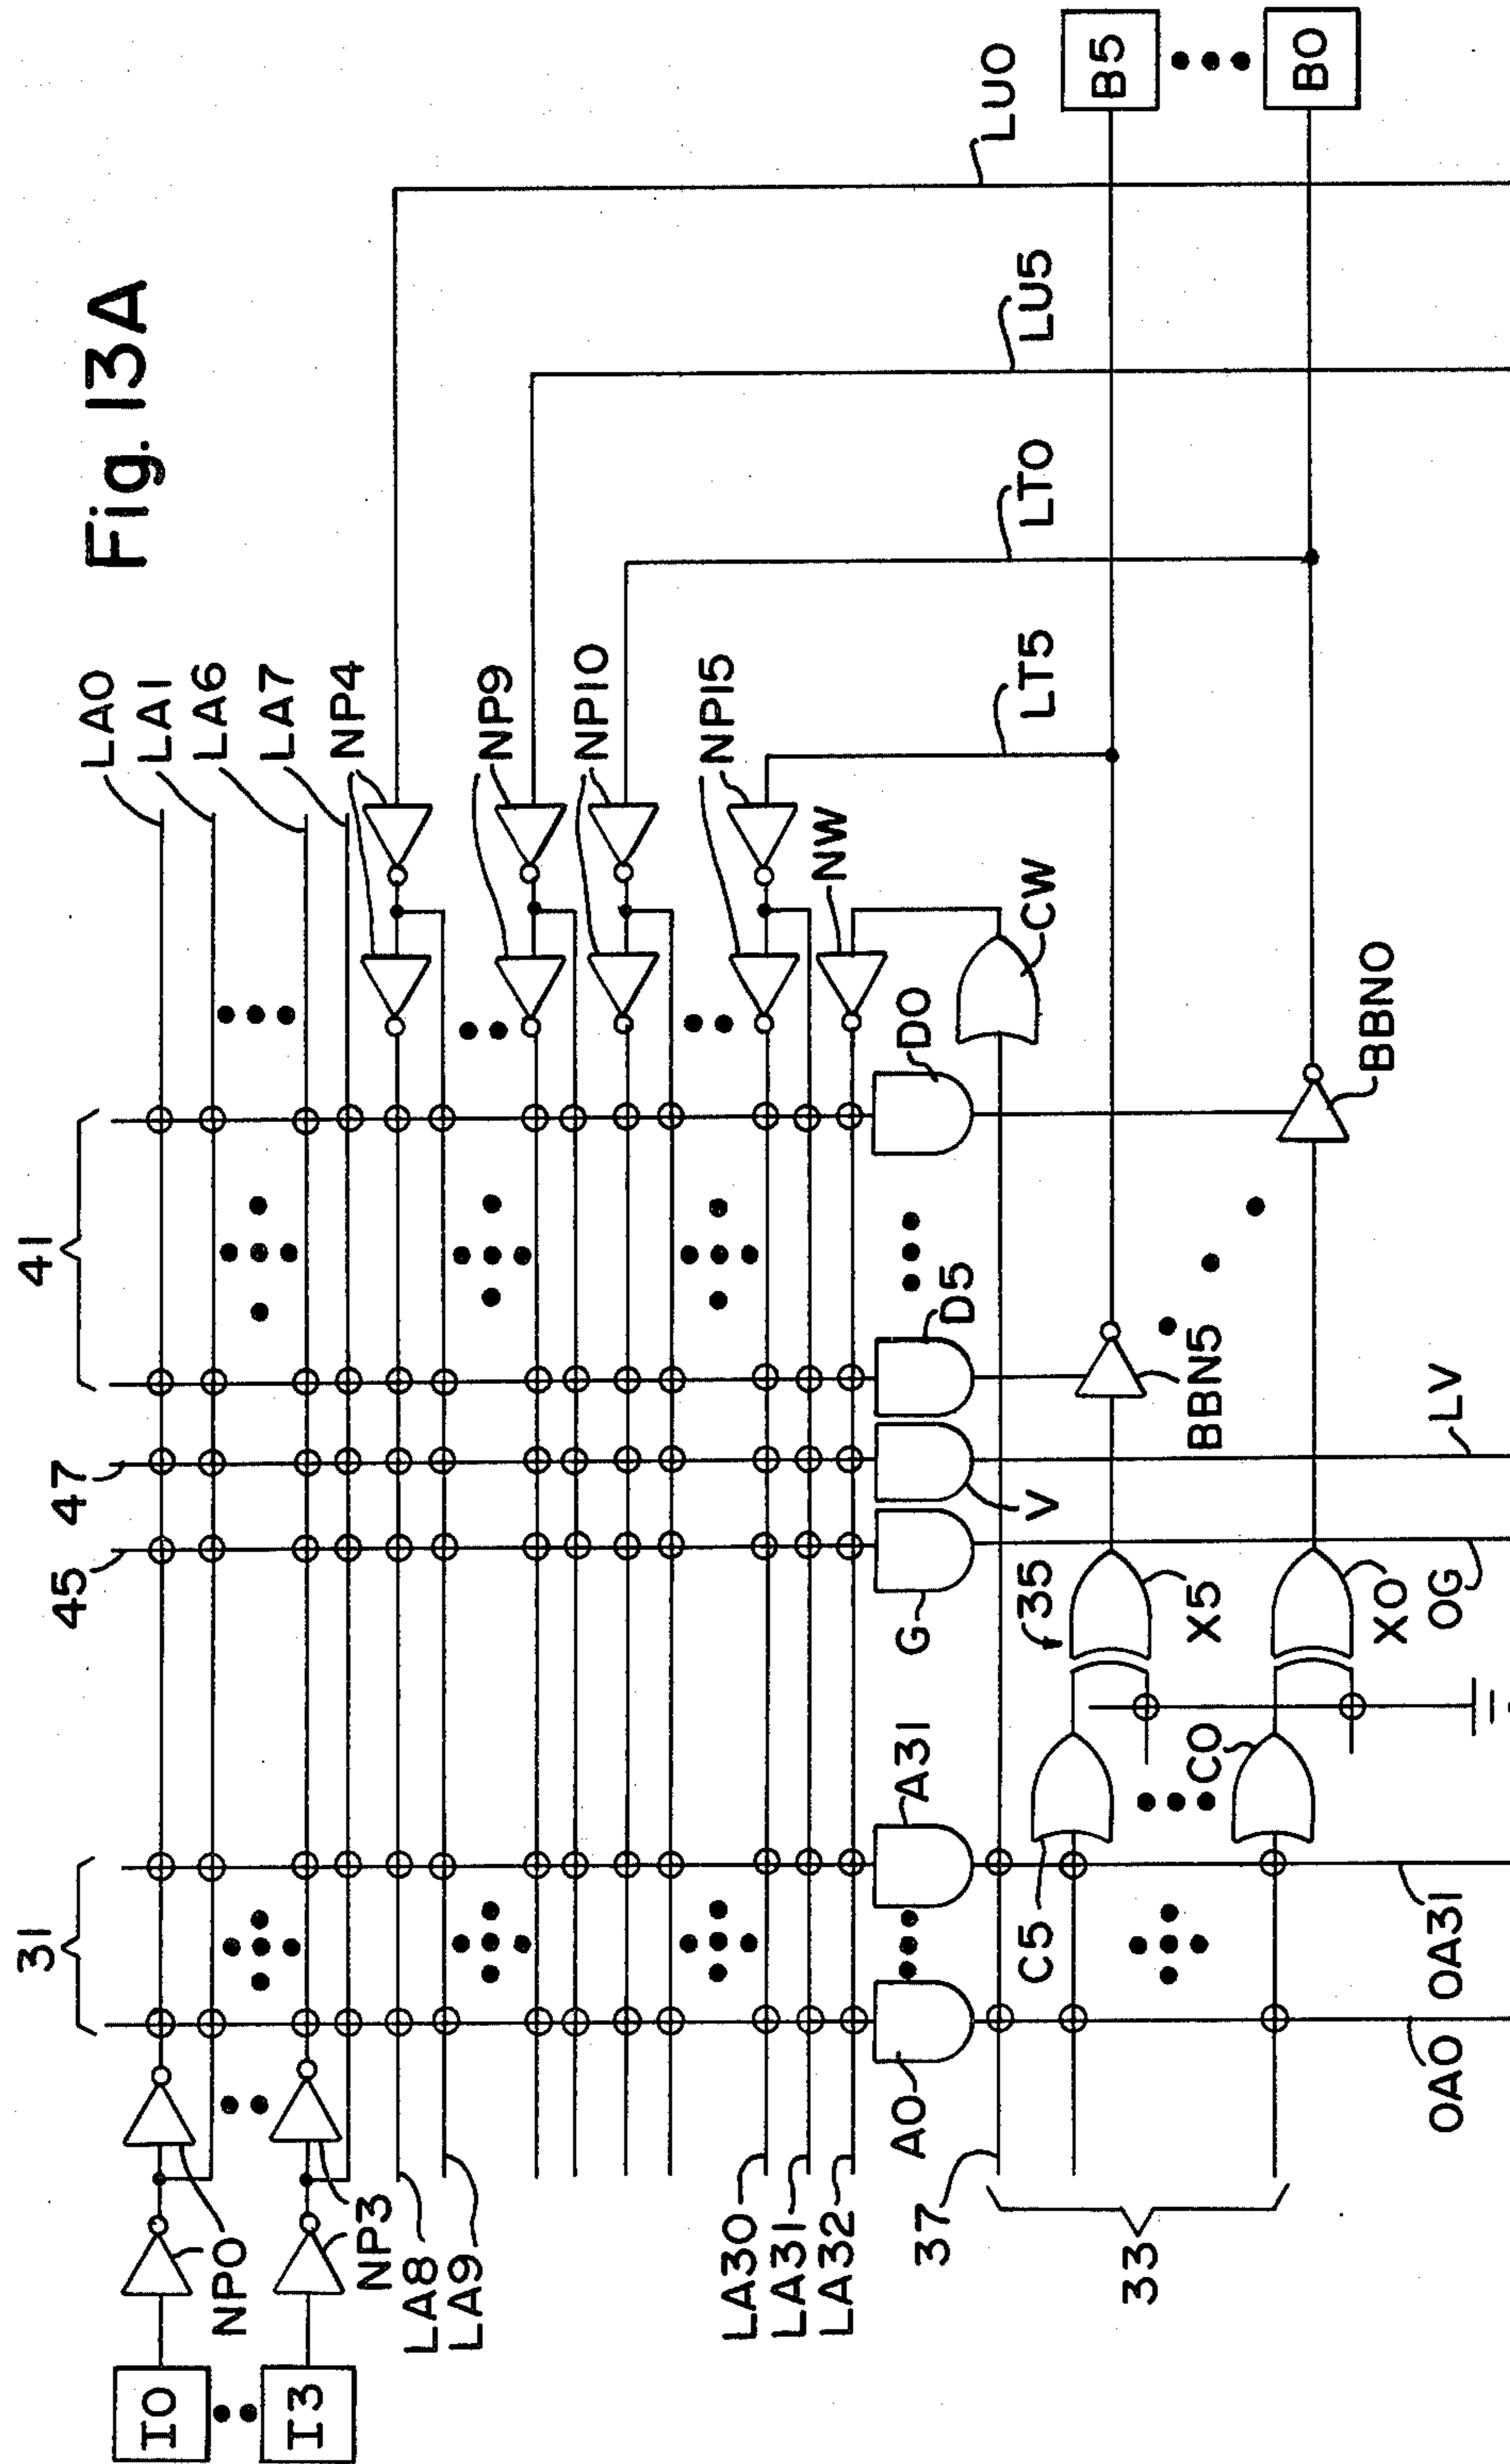 Fig. 13A
31
45
47
41
LA0
LA1
LA6
LA7
NP4
NP9
NP10
NP15
NW
CW
I0
I3
NP0
NP3
LA8
LA9
LA30
LA31
LA32
37
33
A0
A31
G
V
D5
D0
C5
C0
35
X5
X0
BBN5
BBN0
OA0
OA31
OG
LV
LT5
LT0
LU5
LU0
B5
B0